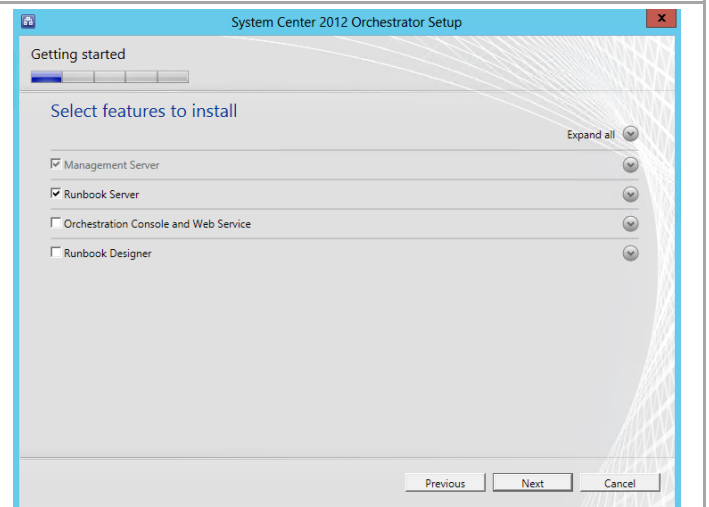 System Center 2012 Orchestrator Setup
x
Getting started
Select features to install
Expand all
Management Server
Runbook Server
Orchestration Console and Web Service
Runbook Designer
Previous Next Cancel